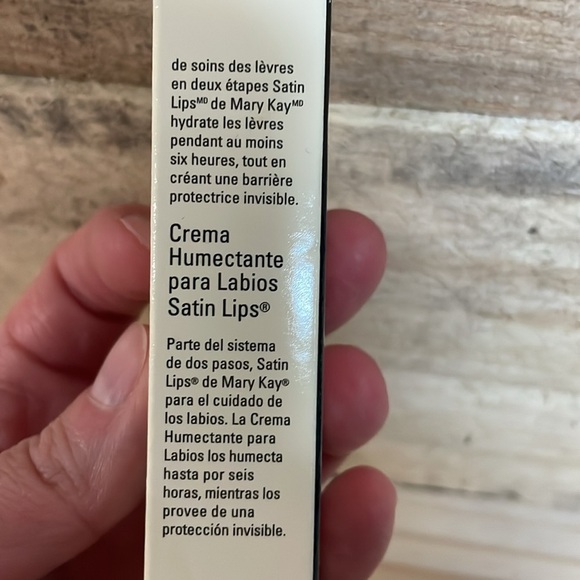 de soins des lèvres
en deux étapes Satin
Lips ᴹᴰ de Mary Kay ᴹᴰ
hydrate les lèvres
pendant au moins
six heures, tout en
créant une barrière
protectrice invisible.
Crema
Humectante
para Labios
Satin Lips®
Parte del sistema
de dos pasos, Satin
Lips® de Mary Kay®
para el cuidado de
los labios. La Crema
Humectante para
Labios los humecta
hasta por seis
horas, mientras los
provee de una
protección invisible.